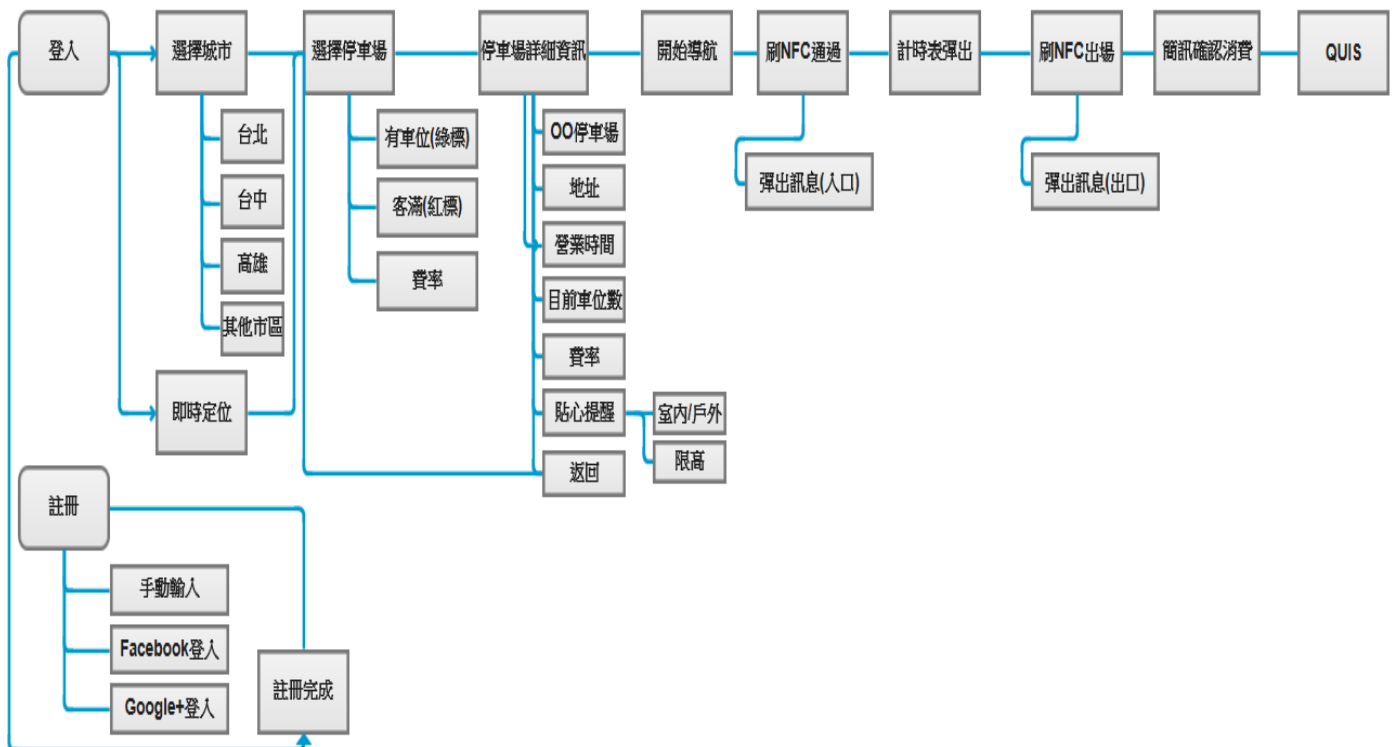 登入
選擇城市
選擇停車場
停車場詳細資訊
開始導航
刷NFC通過
計時表彈出
刷NFC出場
簡訊確認消費
QUIS
台北
台中
高雄
其他市區
即時定位
有車位(綠標)
客滿(紅標)
費率
OO停車場
地址
營業時間
目前車位數
費率
貼心提醒
返回
室內/戶外
限高
彈出訊息(入口)
彈出訊息(出口)
註冊
手動輸入
Facebook登入
Google+登入
註冊完成